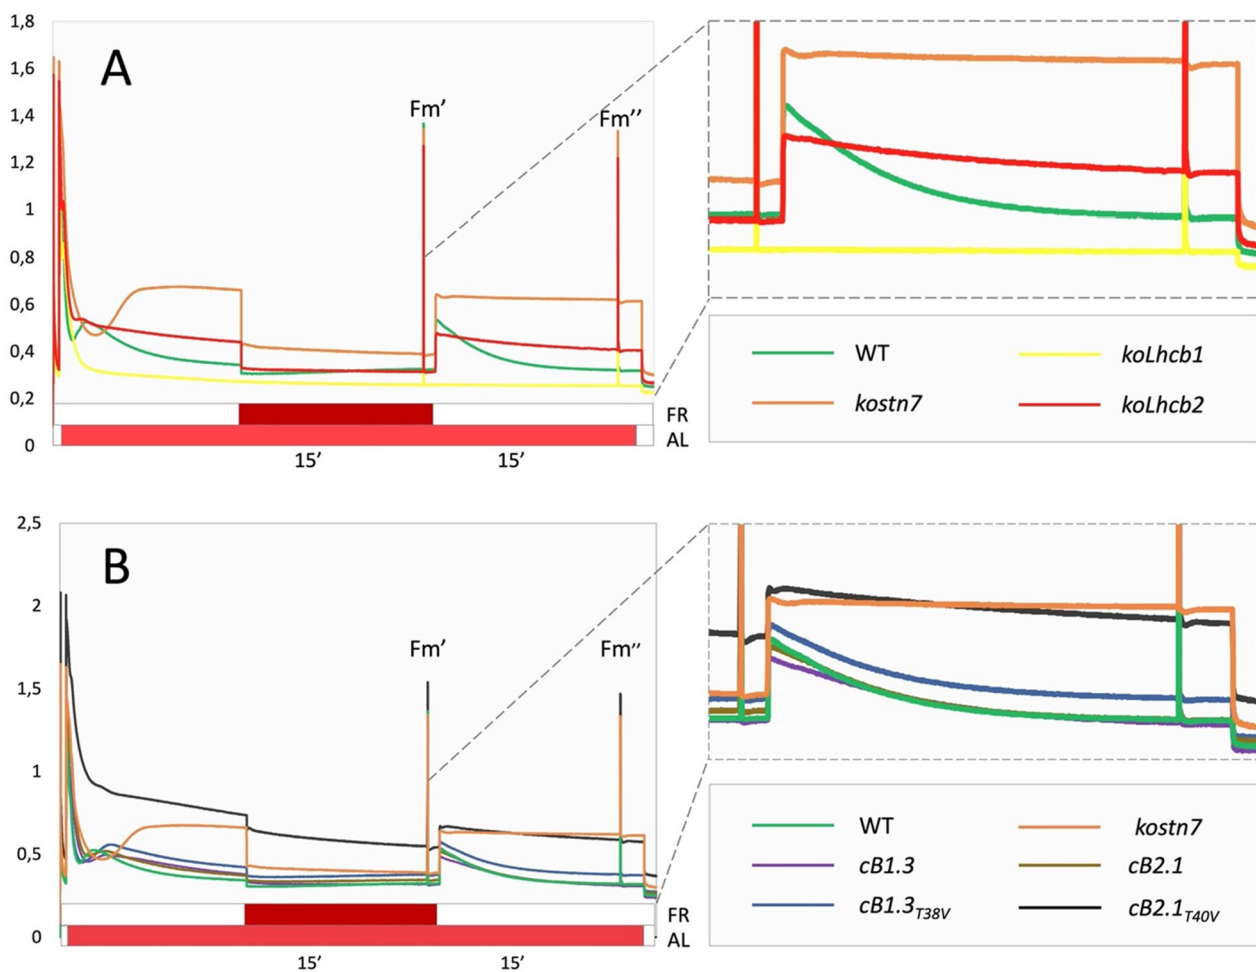 1,8
A
1,6
1,4
Fm’
Fm’’
1,2
1
0,8
0,6
0,4
0,2
0
FR
AL
15’
15’
WT
koLhcb1
kostn7
koLhcb2
2,5
B
2
Fm’
Fm’’
1,5
1
0,5
0
FR
AL
15’
15’
WT
kostn7
cB1.3
cB2.1
cB1.3T38V
cB2.1T40V